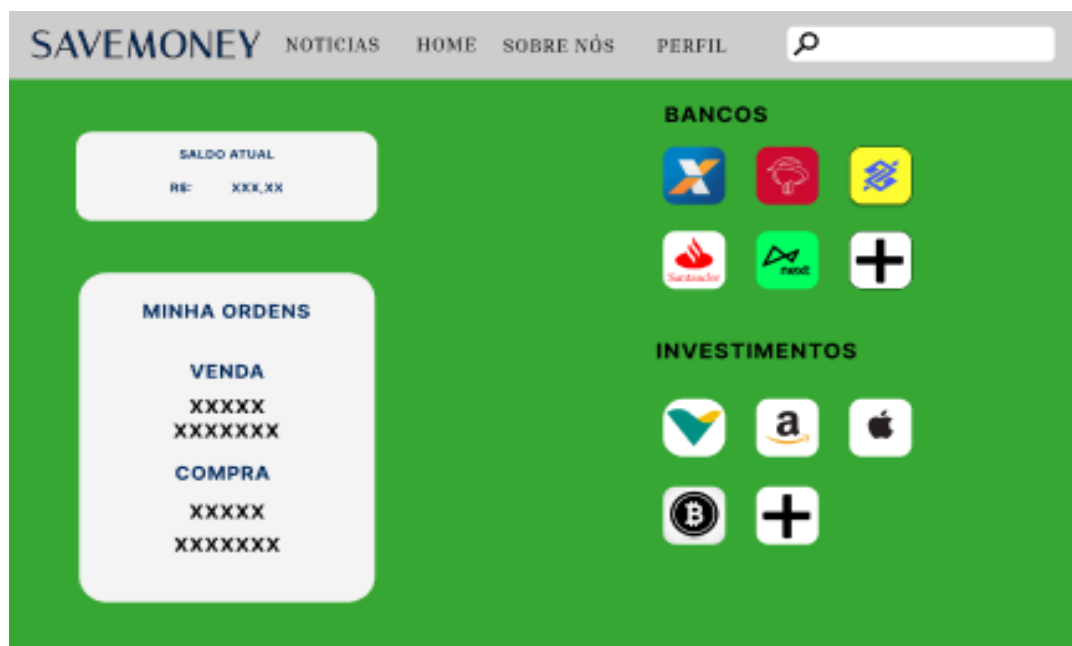 SAVEMONEY NOTICIAS HOME SOBRE NÓS PERFIL
SALDO ATUAL
R$: XXX,XX
MINHA ORDENS
VENDA
XXXXX
XXXXXXX
COMPRA
XXXXX
XXXXXXX
BANCOS
Santander
next
INVESTIMENTOS
a